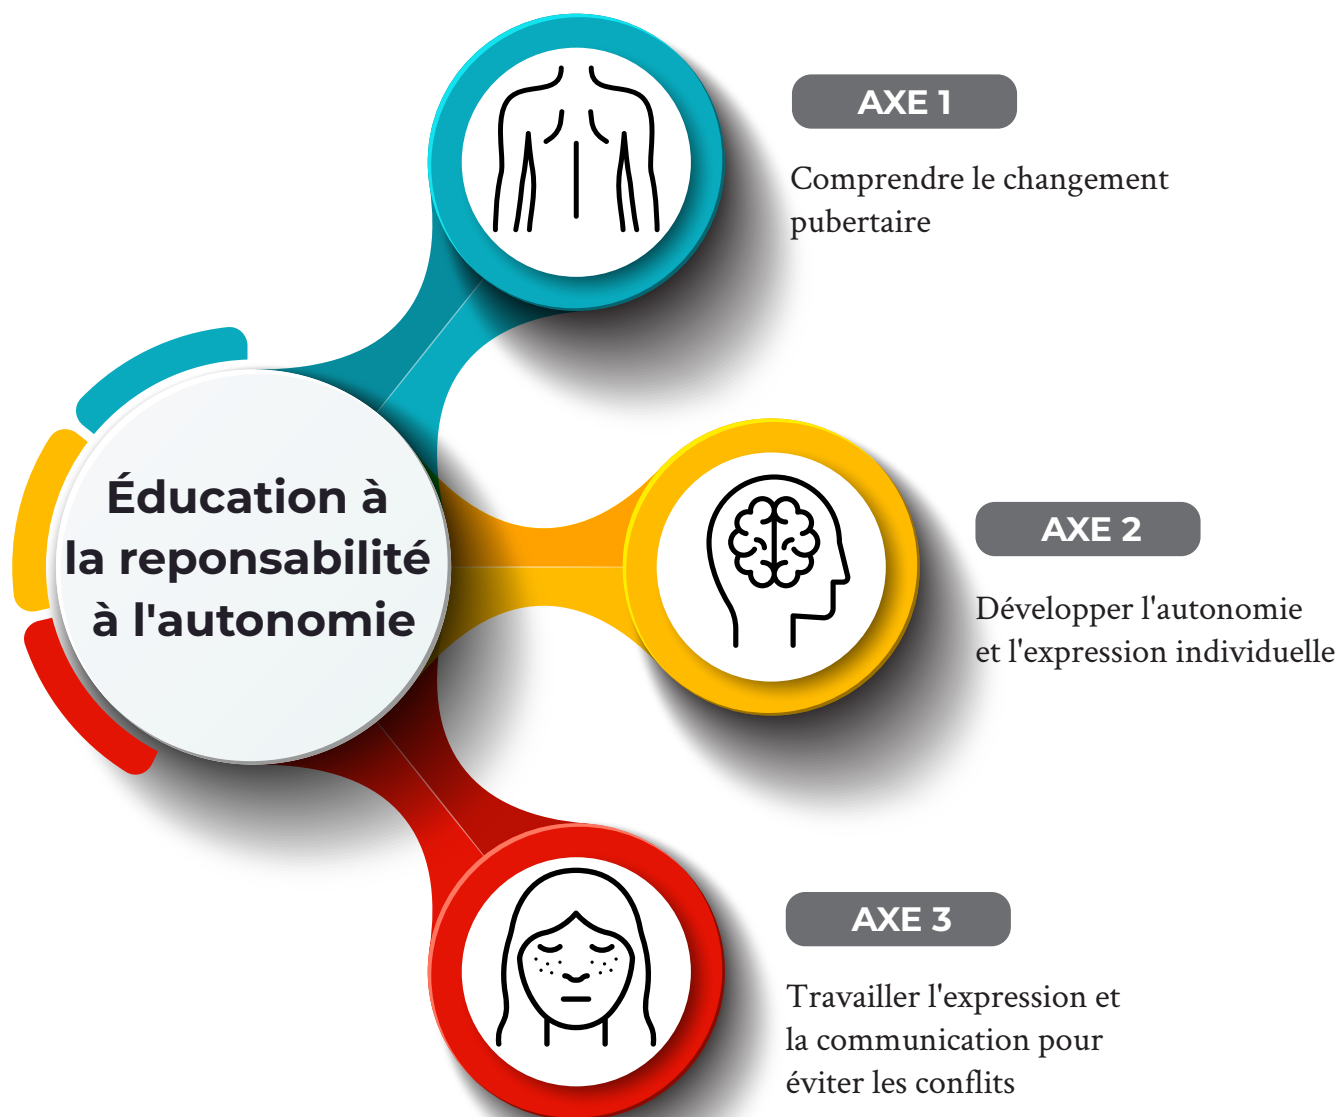 AXE 1
Comprendre le changement
pubertaire
Éducation à
la reponsabilité
à l'autonomie
AXE 2
Développer l'autonomie
et l'expression individuelle
AXE 3
Travailler l'expression et
la communication pour
éviter les conflits